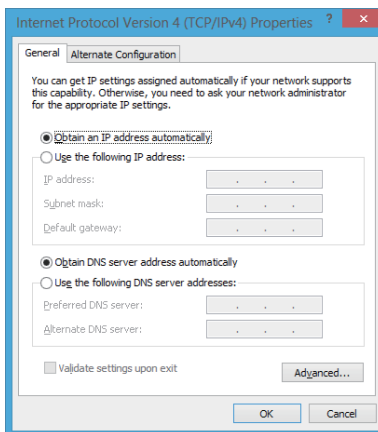 Internet Protocol Version 4 (TCP/IPv4) Properties ? ×
General Alternate Configuration
You can get IP settings assigned automatically if your network supports
this capability. Otherwise, you need to ask your network administrator
for the appropriate IP settings.
Obtain an IP address automatically
Use the following IP address:
IP address: . . .
Subnet mask: . . .
Default gateway: . . .
Obtain DNS server address automatically
Use the following DNS server addresses:
Preferred DNS server: . . .
Alternate DNS server: . . .
Validate settings upon exit
Advanced...
OK Cancel